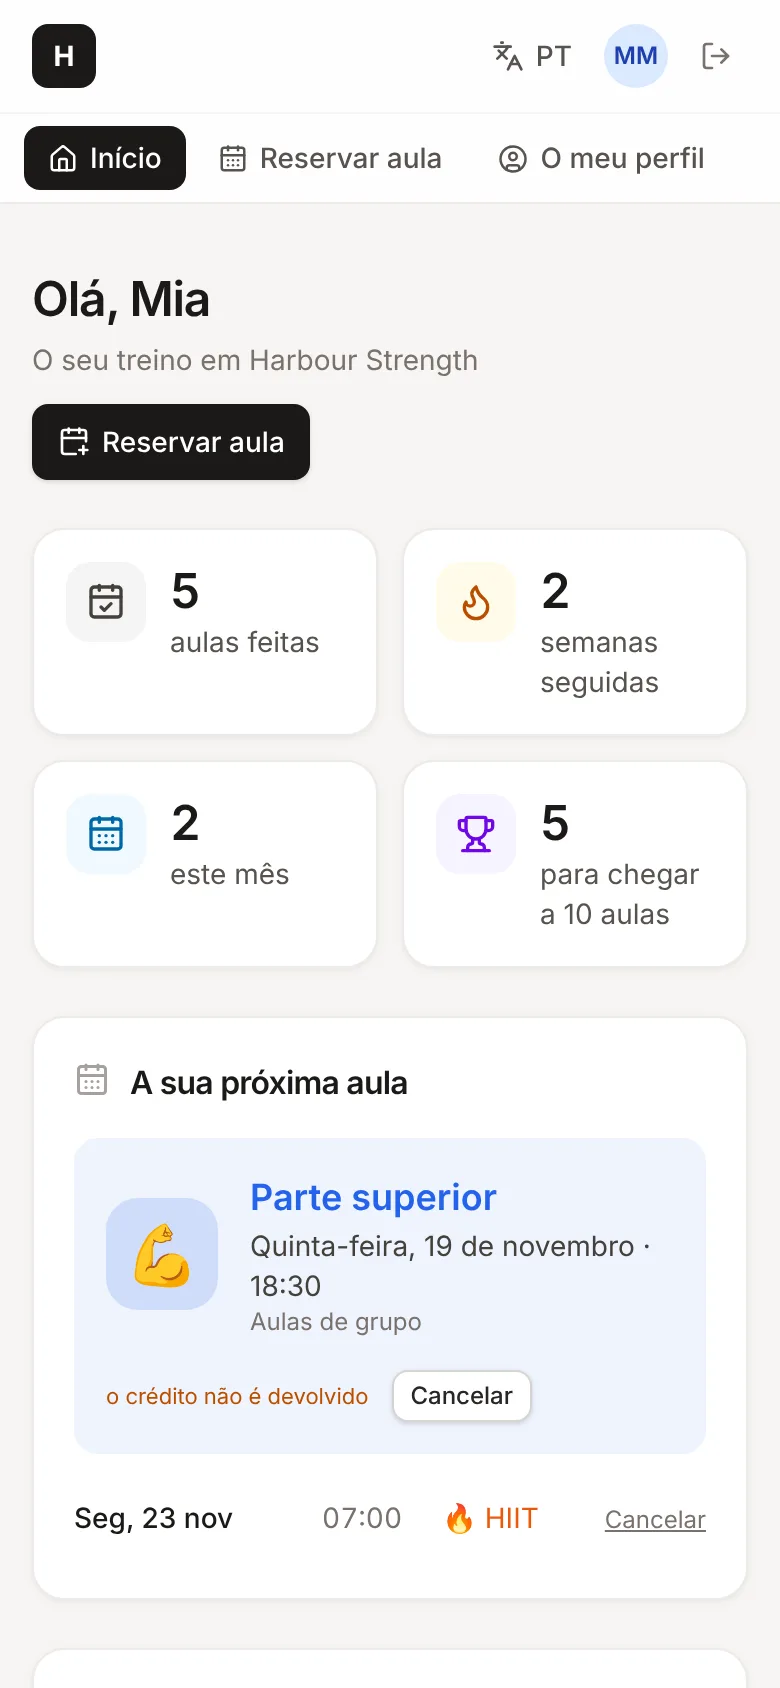 H
PT
MM
Início
Reservar aula
O meu perfil
Olá, Mia
O seu treino em Harbour Strength
Reservar aula
5
aulas feitas
2
semanas
seguidas
2
este mês
5
para chegar
a 10 aulas
A sua próxima aula
Parte superior
Quinta-feira, 19 de novembro ·
18:30
Aulas de grupo
o crédito não é devolvido
Cancelar
Seg, 23 nov 07:00 🔥 HIIT Cancelar